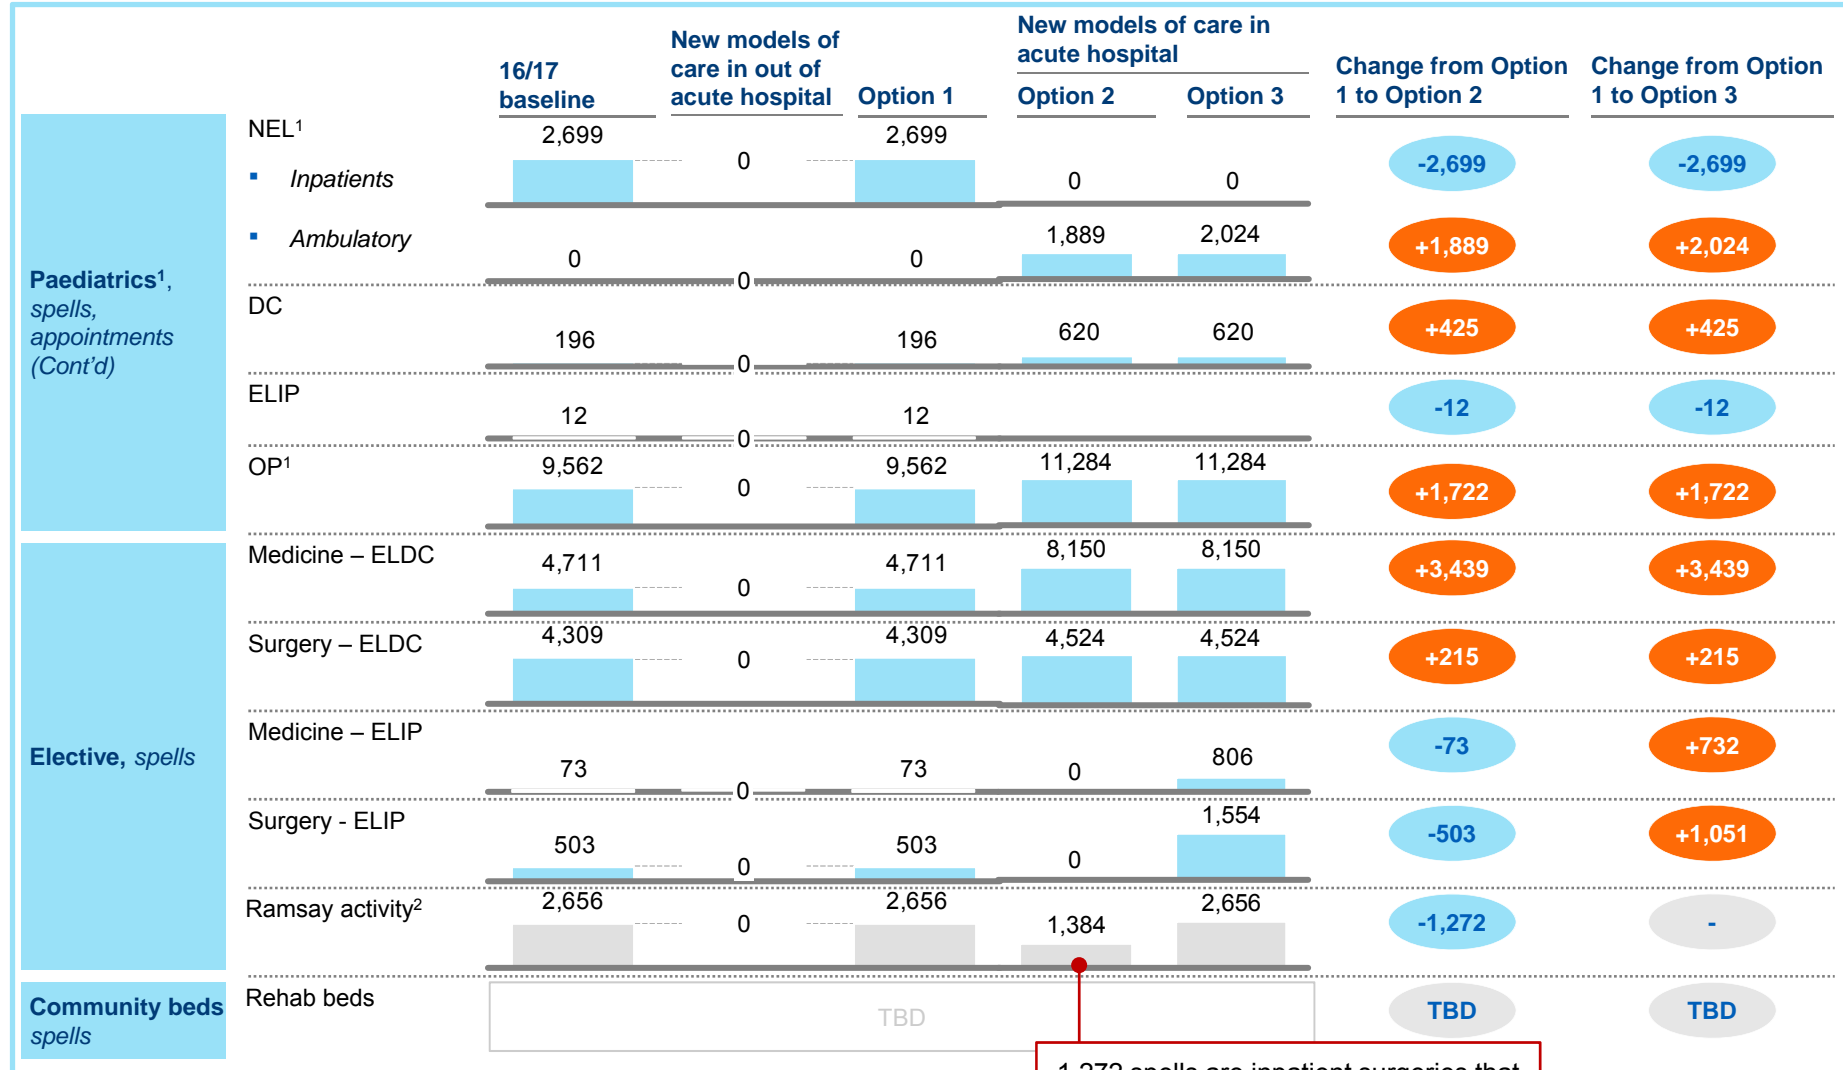 16/17
baseline
New models of
care in out of
acute hospital
Option 1
New models of care in
acute hospital
Option 2
Option 3
Change from Option
1 to Option 2
Change from Option
1 to Option 3
Paediatrics¹,
spells,
appointments
(Cont’d)
NEL¹
▪ Inpatients
2,699
0
2,699
0
0
-2,699
-2,699
▪ Ambulatory
0
0
0
1,889
2,024
+1,889
+2,024
DC
196
0
196
620
620
+425
+425
ELIP
12
0
12
-12
-12
OP¹
9,562
0
9,562
11,284
11,284
+1,722
+1,722
Elective, spells
Medicine – ELDC
4,711
0
4,711
8,150
8,150
+3,439
+3,439
Surgery – ELDC
4,309
0
4,309
4,524
4,524
+215
+215
Medicine – ELIP
73
0
73
0
806
-73
+732
Surgery - ELIP
503
0
503
0
1,554
-503
+1,051
Ramsay activity²
2,656
0
2,656
1,384
2,656
-1,272
-
Community beds
spells
Rehab beds
TBD
TBD
TBD
1,272 spells are inpatient surgeries that